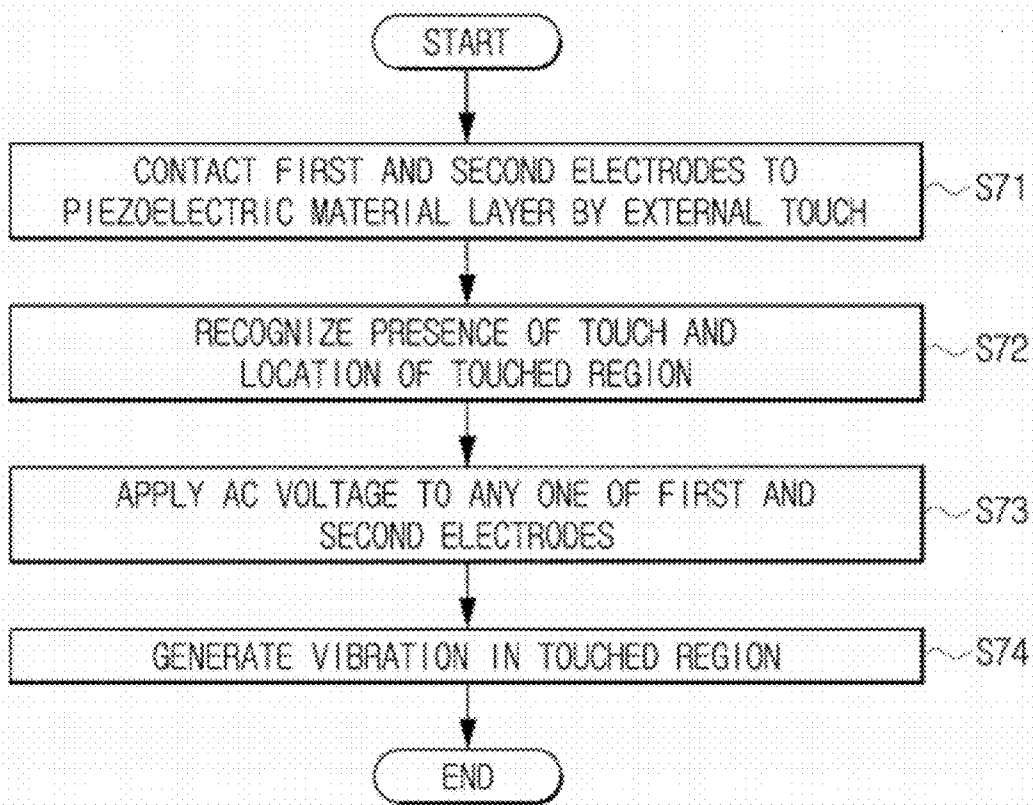 START
CONTACT FIRST AND SECOND ELECTRODES TO
PIEZOELECTRIC MATERIAL LAYER BY EXTERNAL TOUCH
S71
RECOGNIZE PRESENCE OF TOUCH AND
LOCATION OF TOUCHED REGION
S72
APPLY AC VOLTAGE TO ANY ONE OF FIRST AND
SECOND ELECTRODES
S73
GENERATE VIBRATION IN TOUCHED REGION
S74
END